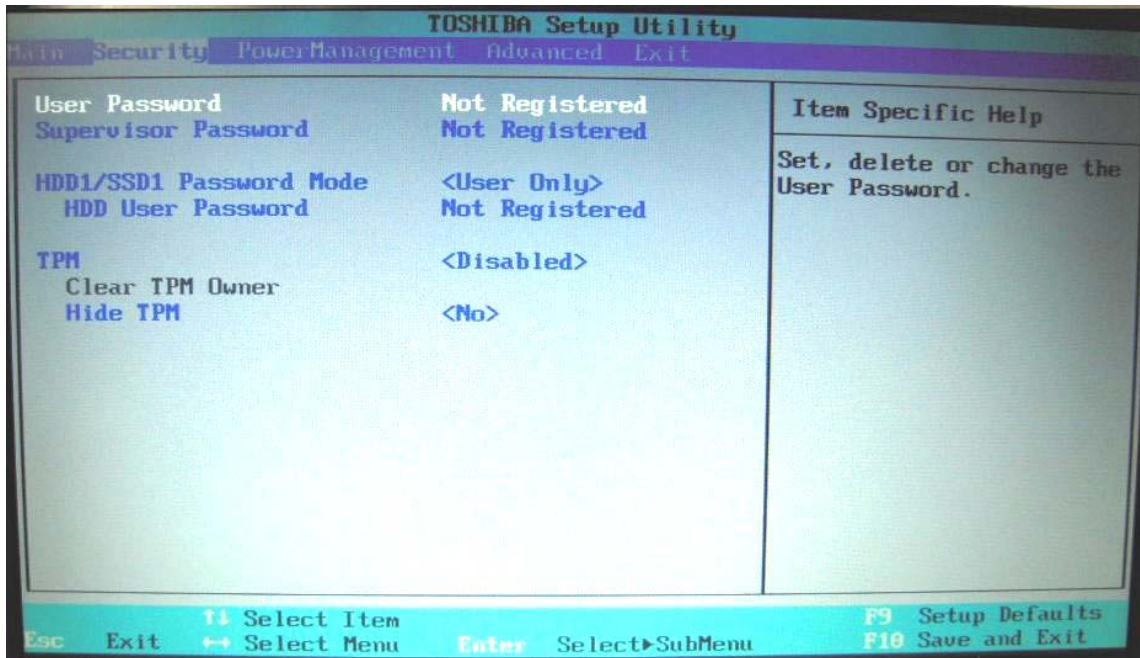 TOSHIBA Setup Utility
Main Security PowerManagement Advanced Exit
User Password Not Registered
Supervisor Password Not Registered
HDD1/SSD1 Password Mode <User Only>
HDD User Password Not Registered
TPM <Disabled>
Clear TPM Owner
Hide TPM <No>
Item Specific Help
Set, delete or change the
User Password.
↑↓ Select Item F9 Setup Defaults
Esc Exit ↔ Select Menu Enter Select▶SubMenu F10 Save and Exit